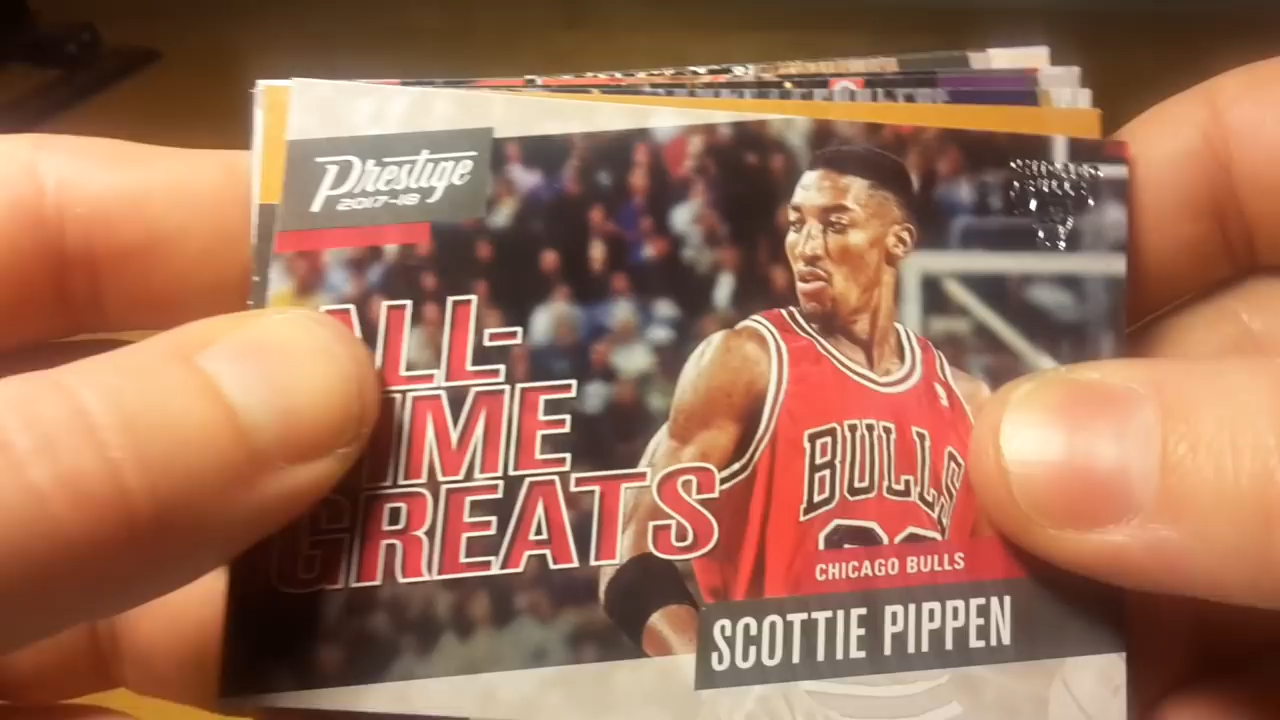 Prestige
2017-18
ALL-
TIME
GREATS
BULLS
CHICAGO BULLS
SCOTTIE PIPPEN